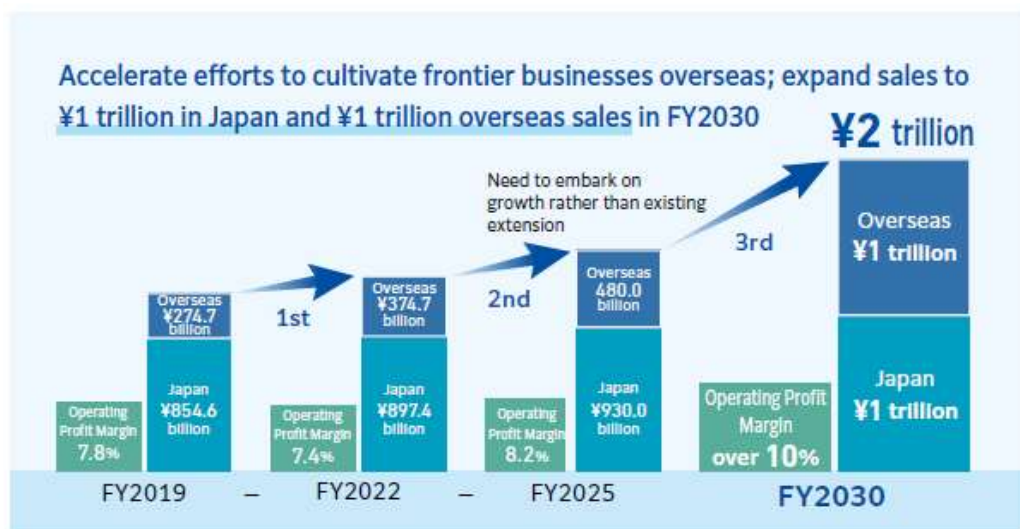 Accelerate efforts to cultivate frontier businesses overseas; expand sales to
¥1 trillion in Japan and ¥1 trillion overseas sales in FY2030
¥2 trillion
Need to embark on
growth rather than existing
extension
1st
2nd
3rd
Overseas
¥274.7
billion
Japan
¥854.6
billion
Operating
Profit Margin
7.8%
Overseas
¥374.7
billion
Japan
¥897.4
billion
Operating
Profit Margin
7.4%
Overseas
480.0
billion
Japan
¥930.0
billion
Operating
Profit Margin
8.2%
Overseas
¥1 trillion
Japan
¥1 trillion
Operating Profit
Margin
over 10%
FY2019 – FY2022 – FY2025 FY2030